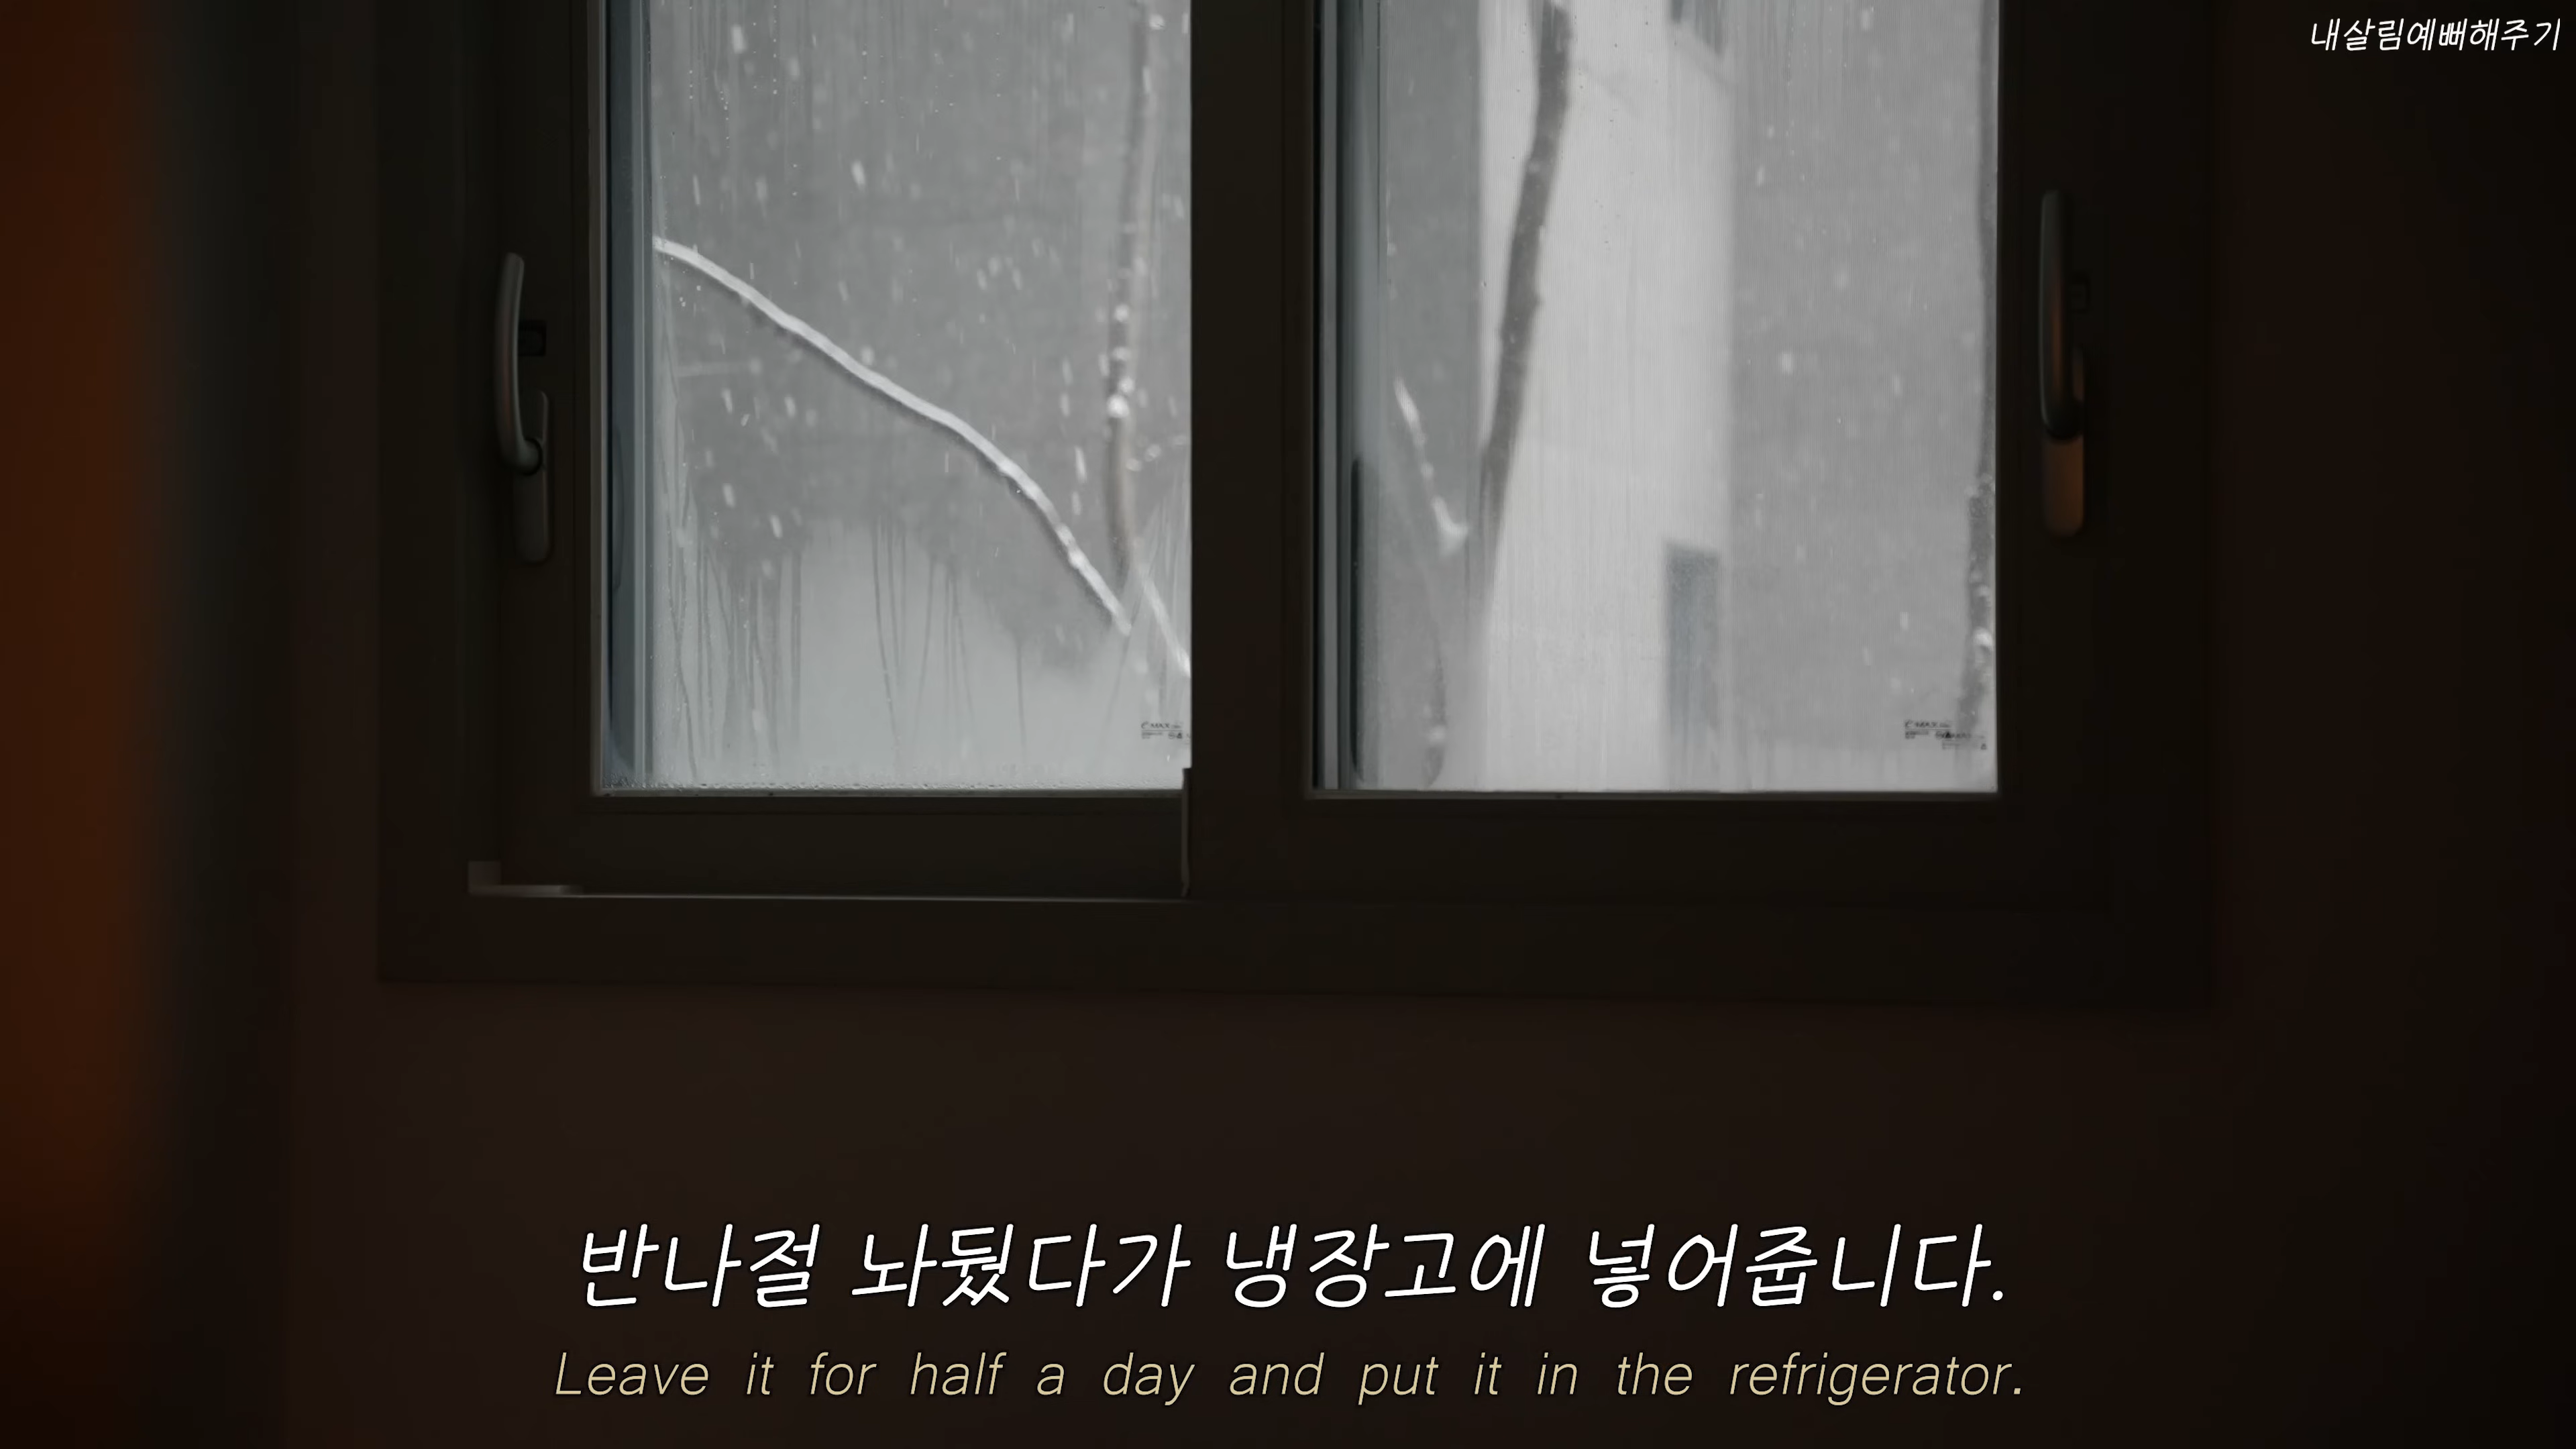 내살림예뻐해주기
반나절 놔뒀다가 냉장고에 넣어줍니다.
Leave it for half a day and put it in the refrigerator.